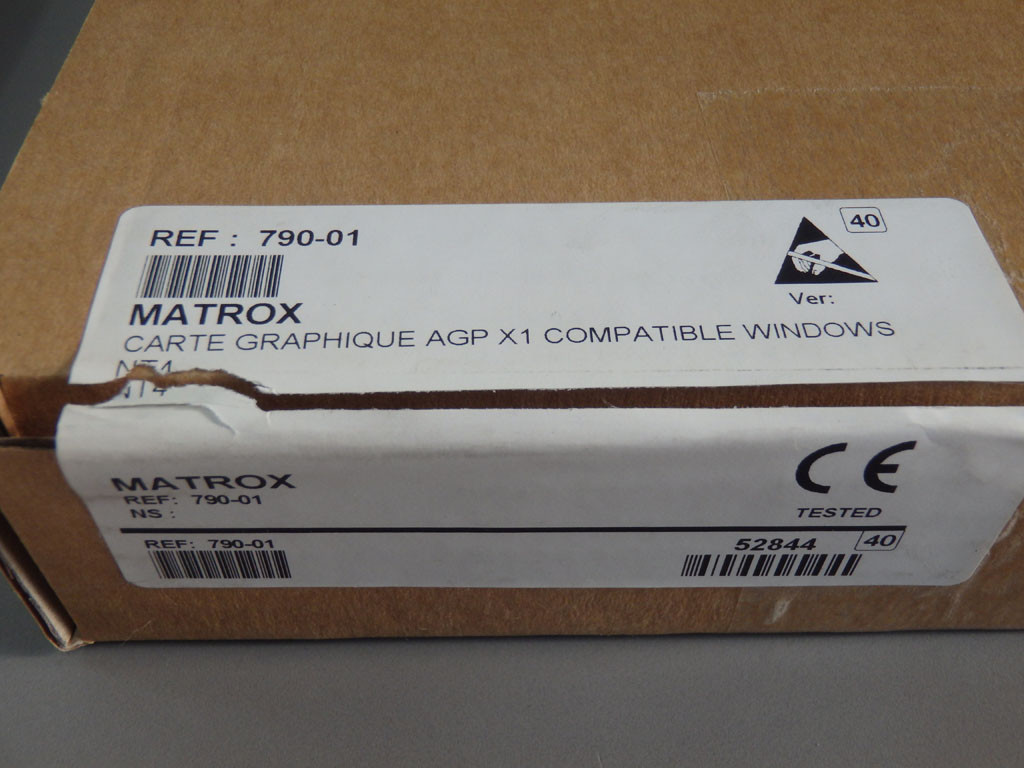 REF : 790-01
40
Ver:
MATROX
CARTE GRAPHIQUE AGP X1 COMPATIBLE WINDOWS
NT4
MATROX
REF: 790-01
NS :
CE
TESTED
REF: 790-01
52844
40